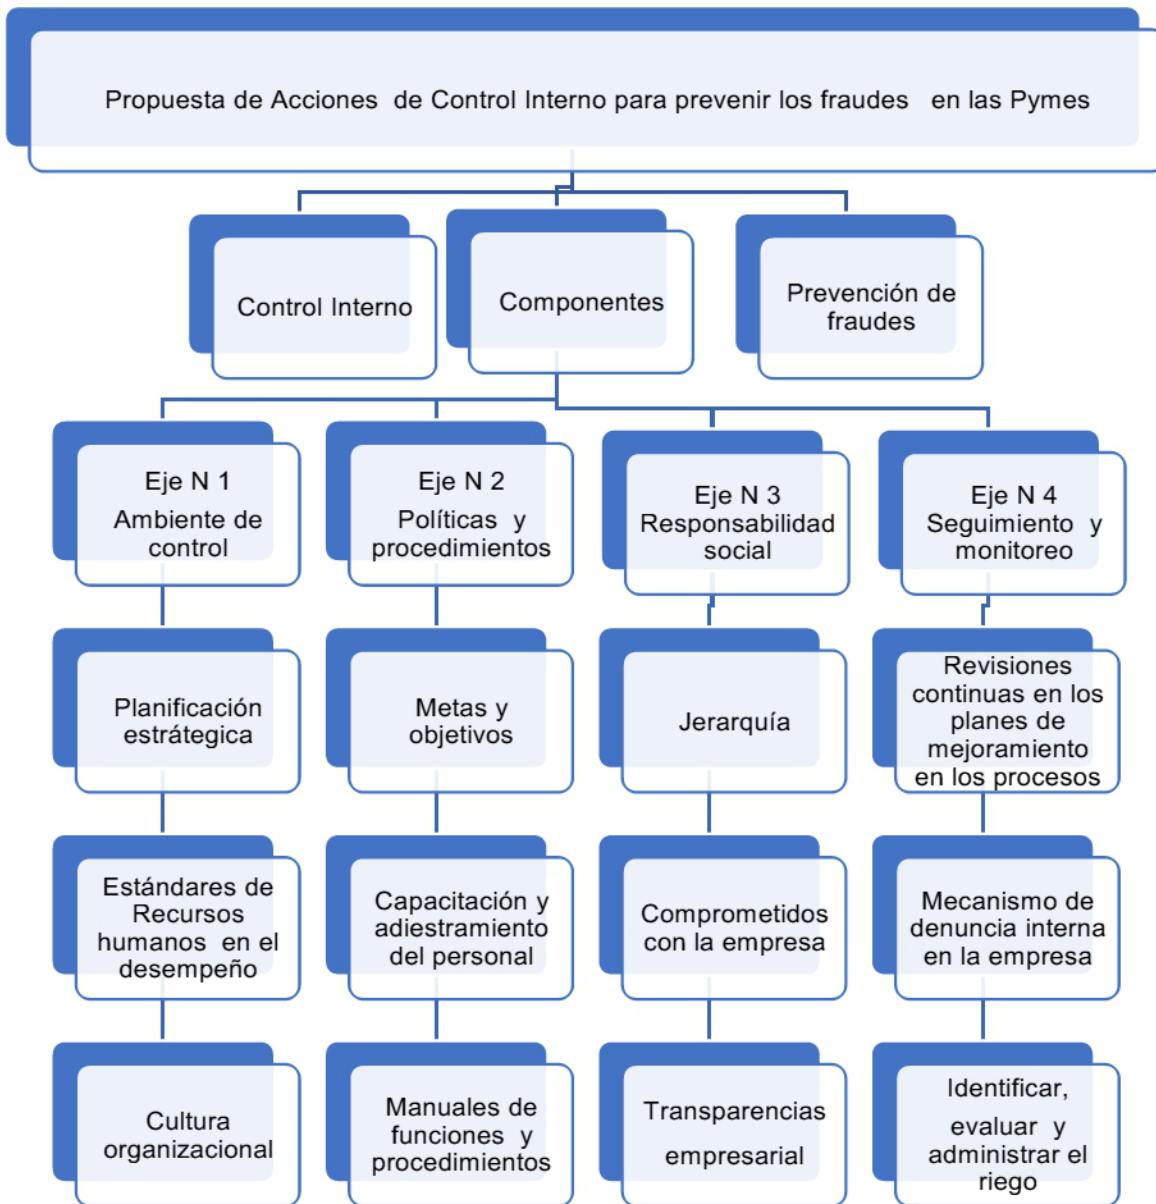 Propuesta de Acciones de Control Interno para prevenir los fraudes en las Pymes
Control Interno
Componentes
Prevención de
fraudes
Eje N 1
Ambiente de
control
Eje N 2
Políticas y
procedimientos
Eje N 3
Responsabilidad
social
Eje N 4
Seguimiento y
monitoreo
Planificación
estrátegica
Metas y
objetivos
Jerarquía
Revisiones
continuas en los
planes de
mejoramiento
en los procesos
Estándares de
Recursos
humanos en el
desempeño
Capacitación y
adiestramiento
del personal
Comprometidos
con la empresa
Mecanismo de
denuncia interna
en la empresa
Cultura
organizacional
Manuales de
funciones y
procedimientos
Transparencias
empresarial
Identificar,
evaluar y
administrar el
riego